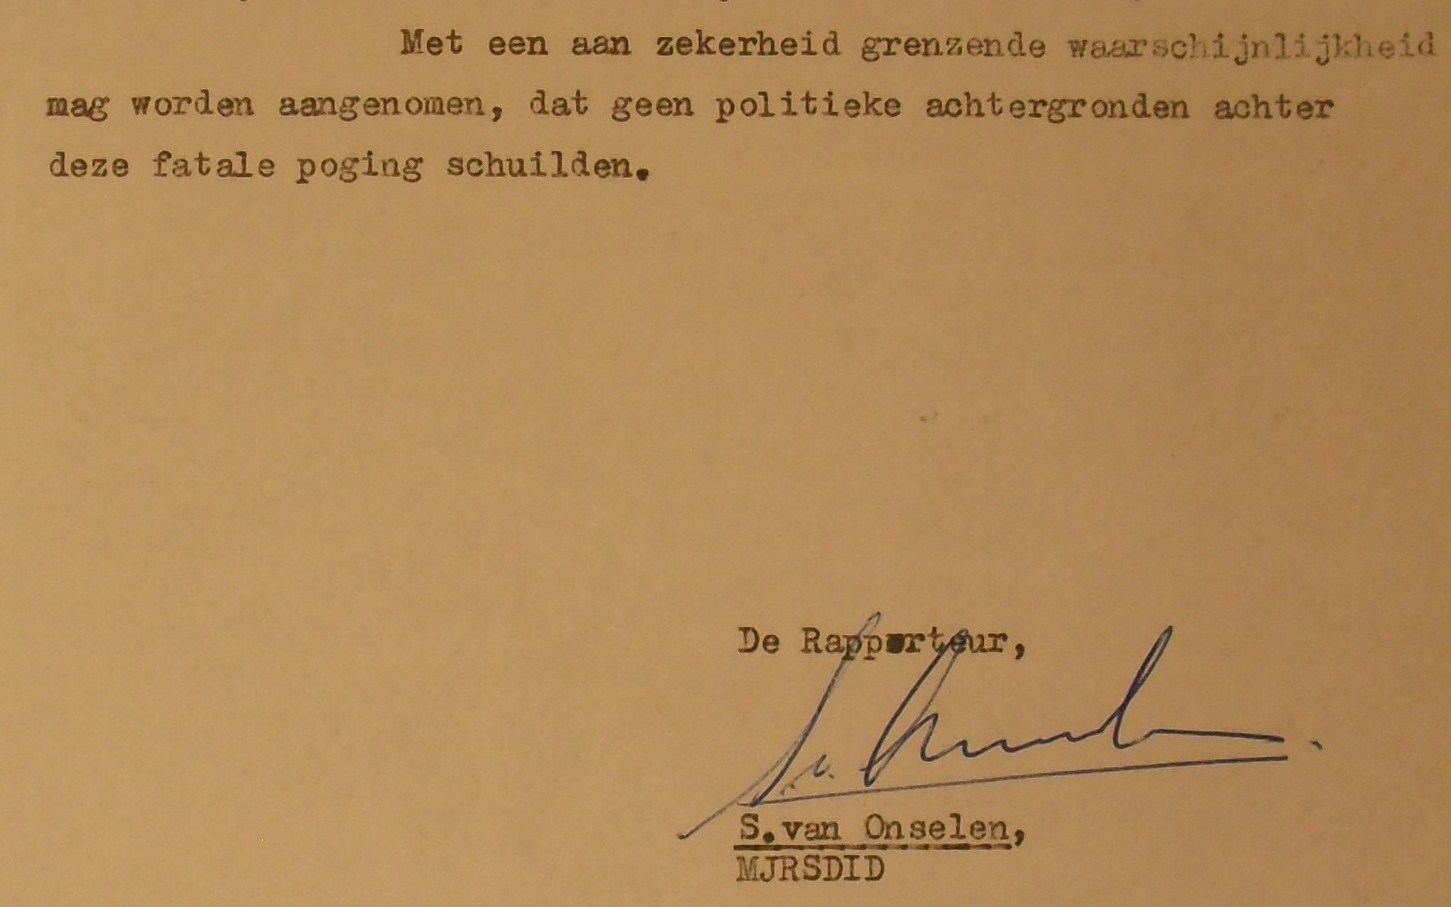 Met een aan zekerheid grenzende waarschijnlijkheid
mag worden aangenomen, dat geen politieke achtergronden achter
deze fatale poging schuilden.
De Rapporteur,
S.van Onselen,
MJRSDID